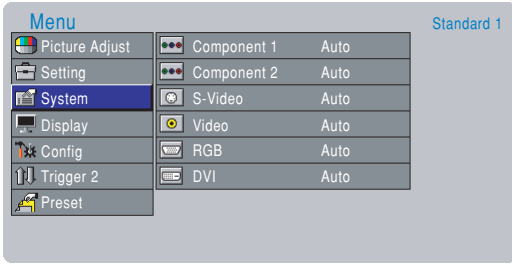 Menu
Standard 1
Picture Adjust
Setting
System
Display
Config
Trigger 2
Preset
Component 1 Auto
Component 2 Auto
S-Video Auto
Video Auto
RGB Auto
DVI Auto